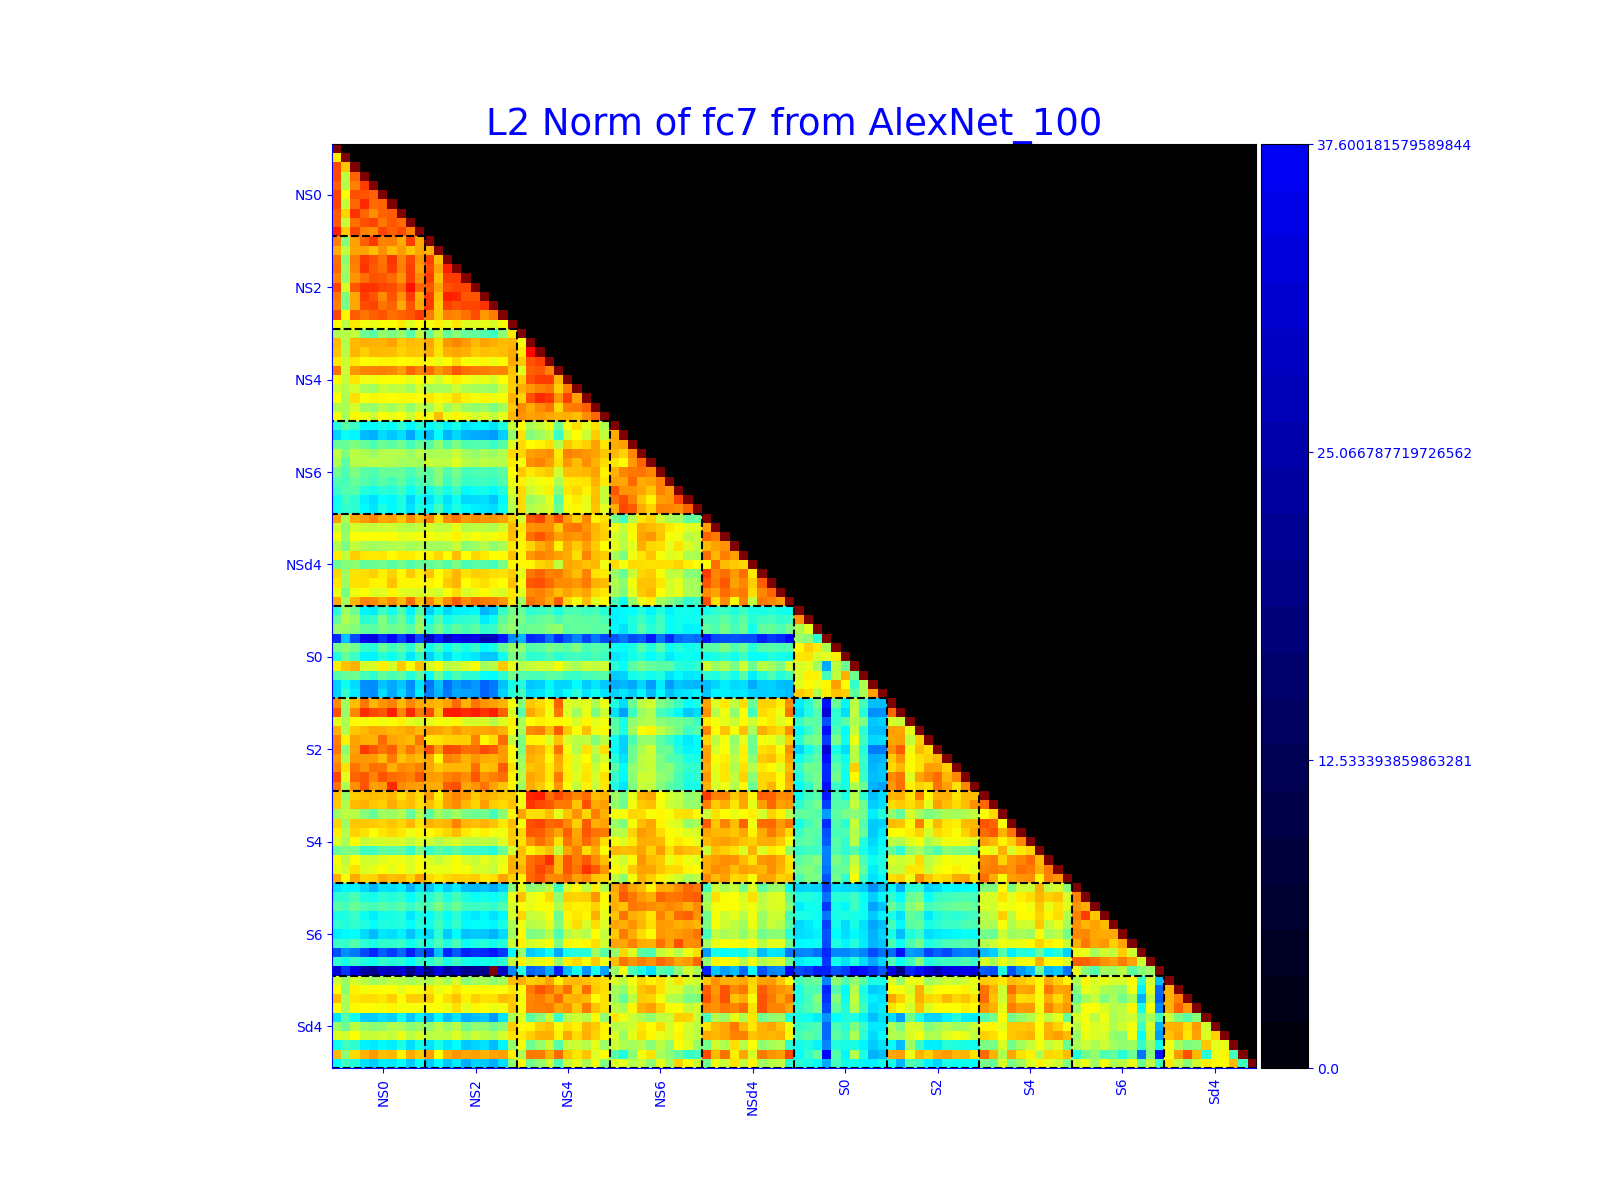 L2 Norm of fc7 from AlexNet_100
37.600181579589844
25.066787719726562
12.533393859863281
0.0
NS0
NS2
NS4
NS6
NSd4
S0
S2
S4
S6
Sd4
NS0
NS2
NS4
NS6
NSd4
S0
S2
S4
S6
Sd4